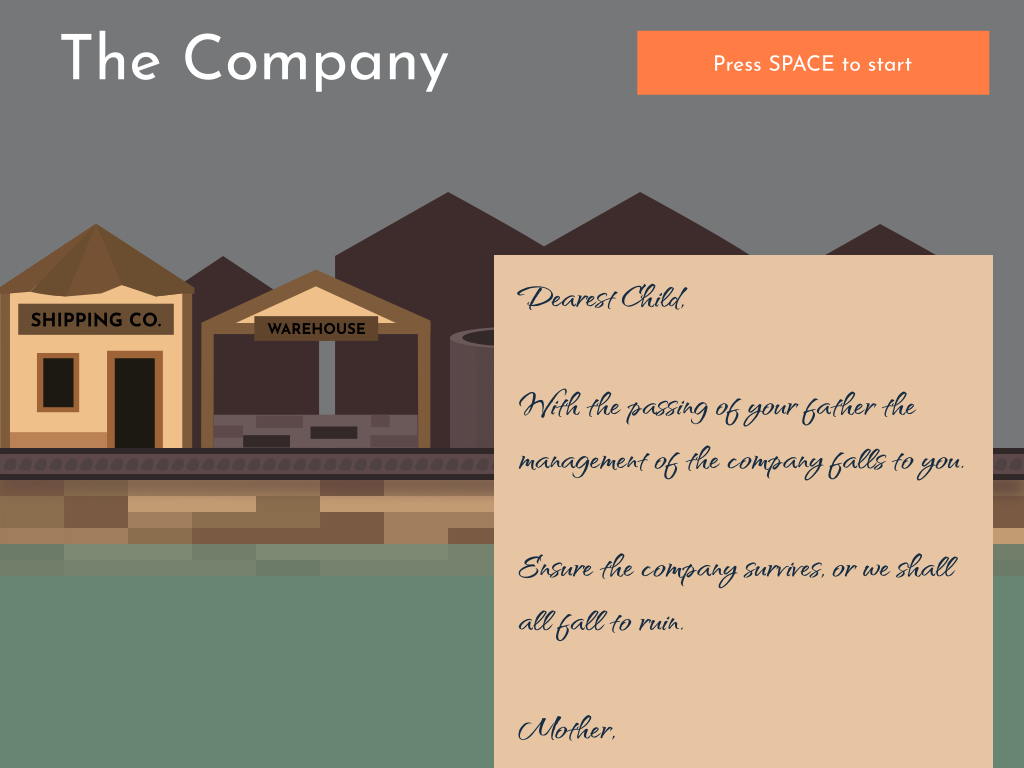 The Company
Press SPACE to start
SHIPPING CO.
WAREHOUSE
Dearest Child,
With the passing of your father the
management of the company falls to you.
Ensure the company survives, or we shall
all fall to ruin.
Mother,